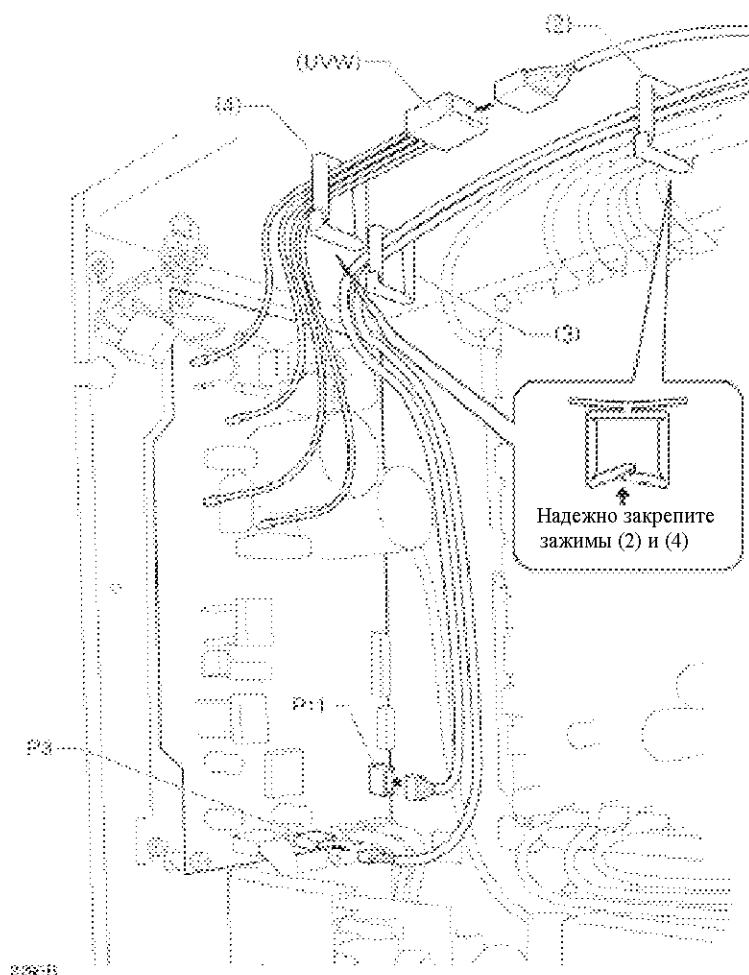 (2)
(UVW)
(4)
(3)
Надежно закрепите
зажимы (2) и (4)
P11
P3